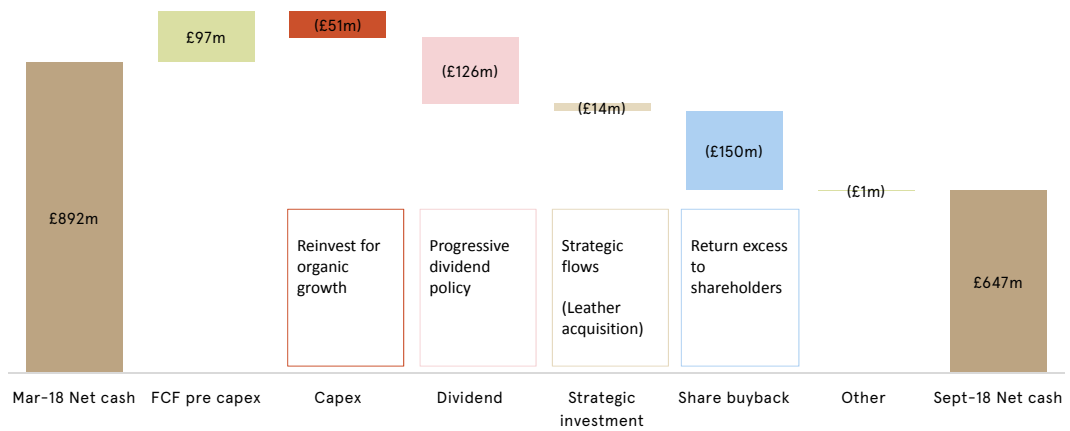 £97m
(£51m)
(£126m)
(£14m)
(£150m)
(£1m)
£892m
£647m
Reinvest for
organic
growth
Progressive
dividend
policy
Strategic
flows
(Leather
acquisition)
Return excess
to
shareholders
Mar-18 Net cash
FCF pre capex
Capex
Dividend
Strategic
investment
Share buyback
Other
Sept-18 Net cash